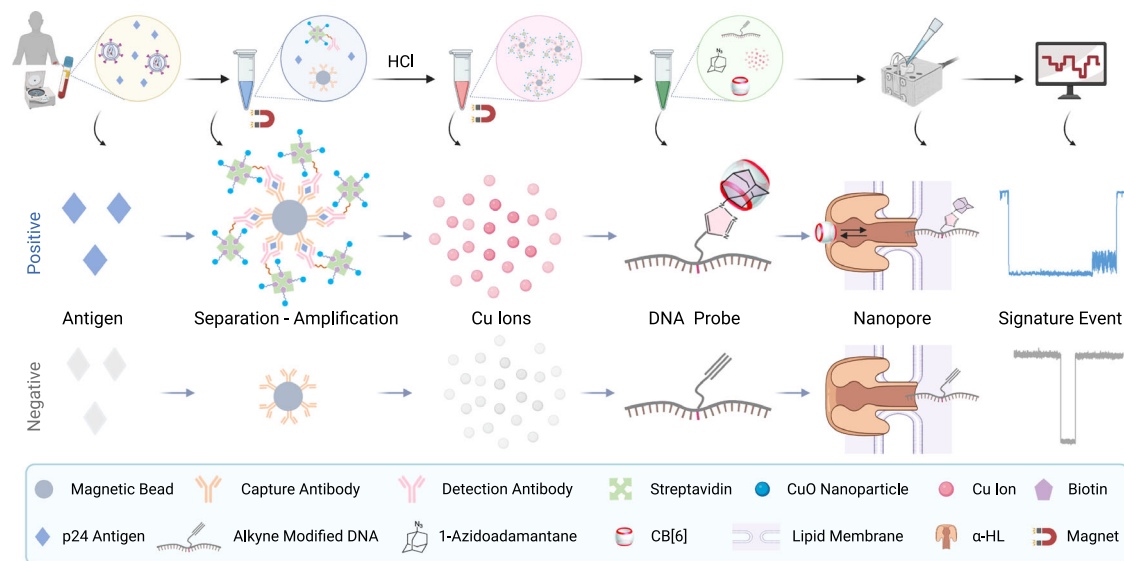 HCl
N3
Positive
N
N
N
Antigen
Separation - Amplification
Cu Ions
DNA Probe
Nanopore
Signature Event
Negative
Magnetic Bead
Capture Antibody
Detection Antibody
Streptavidin
CuO Nanoparticle
Cu Ion
Biotin
p24 Antigen
Alkyne Modified DNA
N3
1-Azidoadamantane
CB[6]
Lipid Membrane
α-HL
Magnet